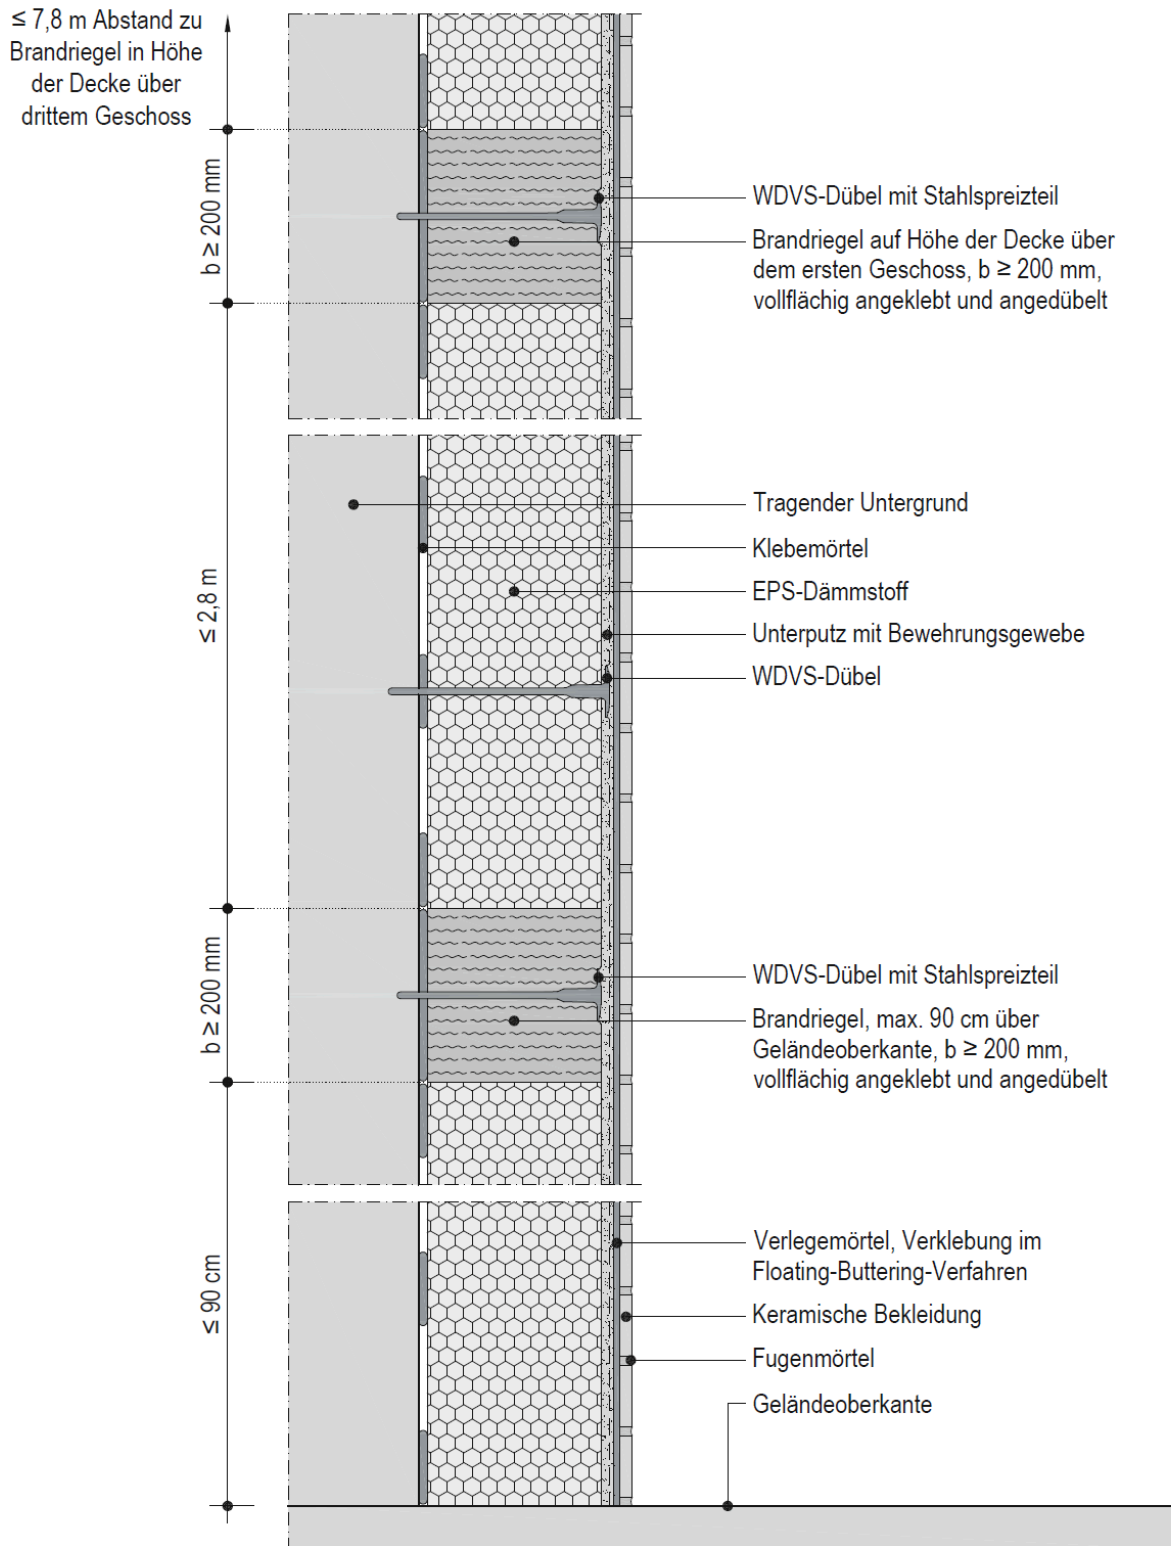 ≤ 7,8 m Abstand zu
Brandriegel in Höhe
der Decke über
drittem Geschoss
b ≥ 200 mm
WDVS-Dübel mit Stahlspreizteil
Brandriegel auf Höhe der Decke über
dem ersten Geschoss, b ≥ 200 mm,
vollflächig angeklebt und angedübelt
≤ 2,8 m
Tragender Untergrund
Klebemörtel
EPS-Dämmstoff
Unterputz mit Bewehrungsgewebe
WDVS-Dübel
b ≥ 200 mm
WDVS-Dübel mit Stahlspreizteil
Brandriegel, max. 90 cm über
Geländeoberkante, b ≥ 200 mm,
vollflächig angeklebt und angedübelt
≤ 90 cm
Verlegemörtel, Verklebung im
Floating-Buttering-Verfahren
Keramische Bekleidung
Fugenmörtel
Geländeoberkante